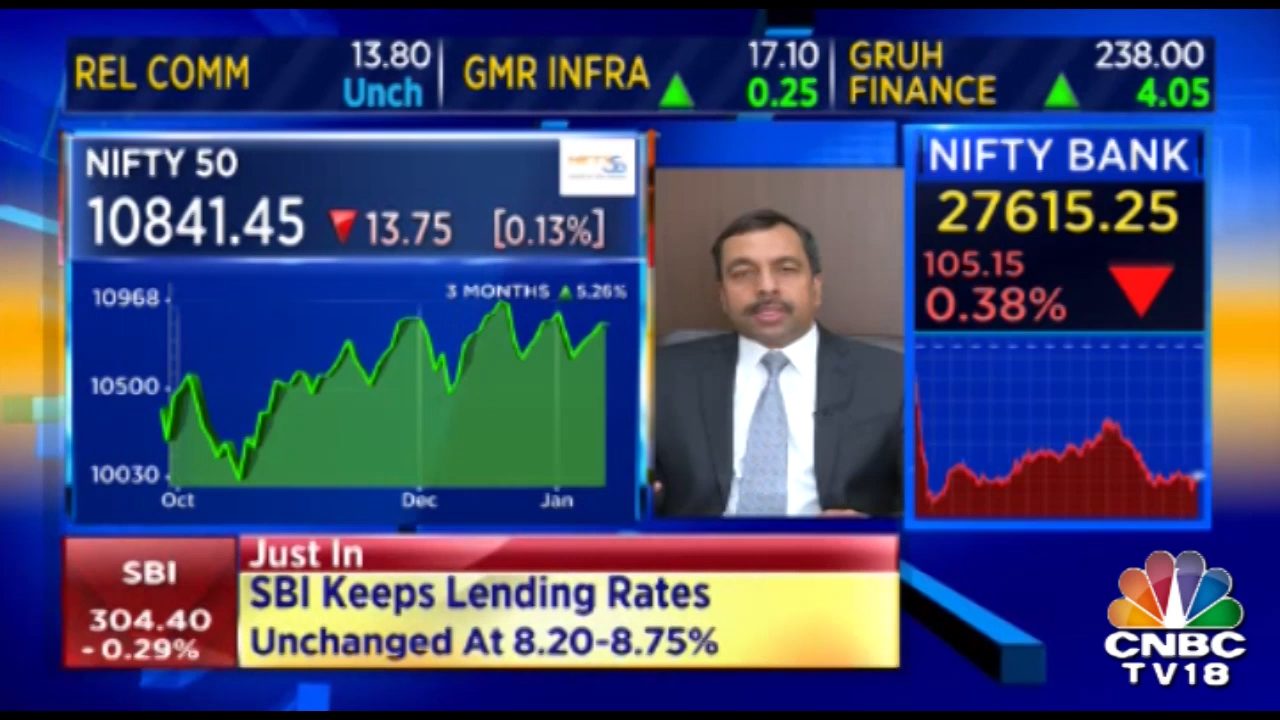 REL COMM
13.80
Unch
GMR INFRA
17.10
0.25
GRUH
FINANCE
238.00
4.05
NIFTY 50
10841.45
13.75
[0.13%]
3 MONTHS 5.26%
10968
10500
10030
Oct
Dec
Jan
NIFTY BANK
27615.25
105.15
0.38%
SBI
304.40
-0.29%
Just In
SBI Keeps Lending Rates
Unchanged At 8.20-8.75%
CNBC
TV18